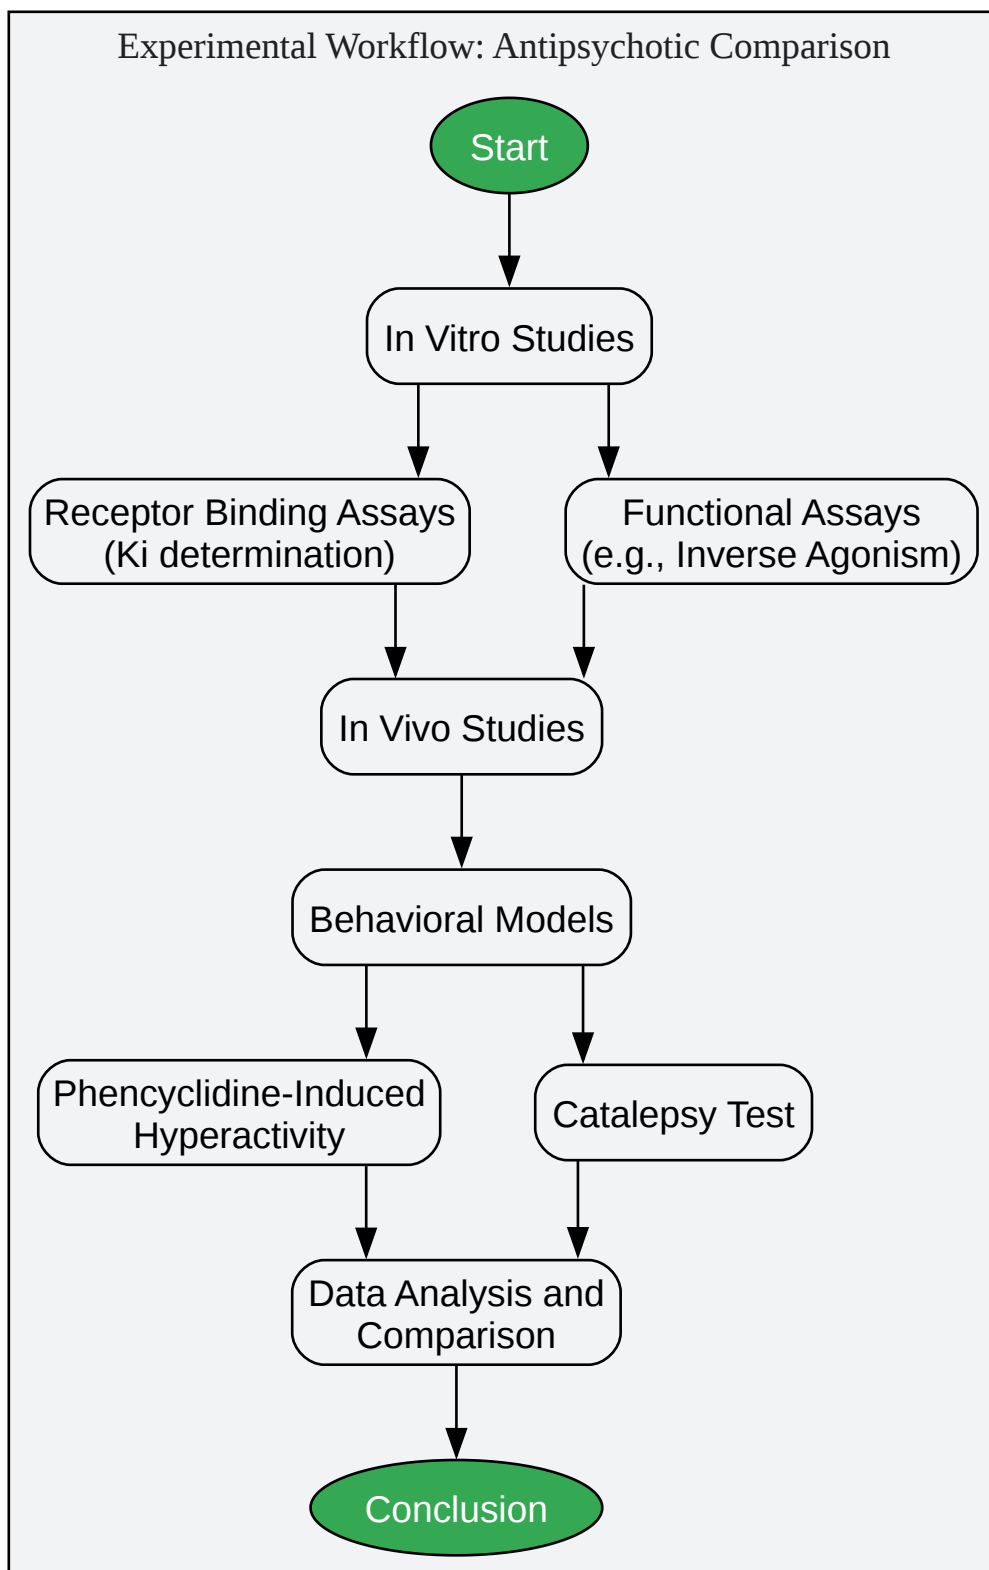 Experimental Workflow: Antipsychotic Comparison
Start
In Vitro Studies
Receptor Binding Assays
(Ki determination)
Functional Assays
(e.g., Inverse Agonism)
In Vivo Studies
Behavioral Models
Phencyclidine-Induced
Hyperactivity
Catalepsy Test
Data Analysis and
Comparison
Conclusion